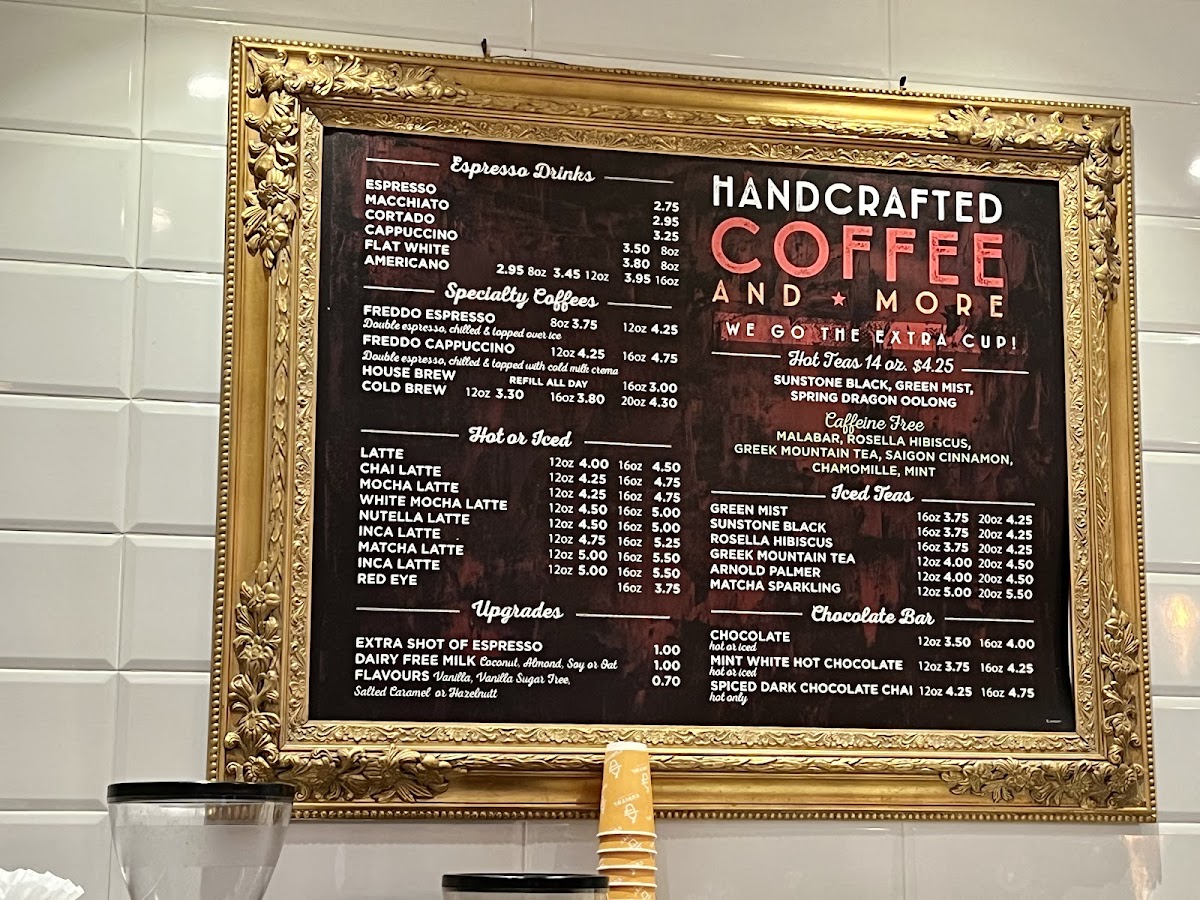 Espresso Drinks
ESPRESSO 2.75
MACCHIATO 2.95
CORTADO 3.25
CAPPUCCINO 3.50 8oz
FLAT WHITE 3.80 8oz
AMERICANO 2.95 8oz 3.45 12oz 3.95 16oz
Specialty Coffees
FREDDO ESPRESSO 8oz 3.75 12oz 4.25
Double espresso, chilled & topped over ice
FREDDO CAPPUCCINO 12oz 4.25 16oz 4.75
Double espresso, chilled & topped with cold milk crema
HOUSE BREW REFILL ALL DAY 16oz 3.00
COLD BREW 12oz 3.30 16oz 3.80 20oz 4.30
Hot or Iced
LATTE 12oz 4.00 16oz 4.50
CHAI LATTE 12oz 4.25 16oz 4.75
MOCHA LATTE 12oz 4.25 16oz 4.75
WHITE MOCHA LATTE 12oz 4.50 16oz 5.00
NUTELLA LATTE 12oz 4.50 16oz 5.00
INCA LATTE 12oz 4.75 16oz 5.25
MATCHA LATTE 12oz 5.00 16oz 5.50
INCA LATTE 12oz 5.00 16oz 5.50
RED EYE 16oz 3.75
Upgrades
EXTRA SHOT OF ESPRESSO 1.00
DAIRY FREE MILK Coconut, Almond, Soy or Oat 1.00
FLAVOURS Vanilla, Vanilla Sugar Free, 0.70
Salted Caramel or Hazelnutt
HANDCRAFTED
COFFEE
AND ★ MORE
WE GO THE EXTRA CUP!
Hot Teas 14 oz. $4.25
SUNSTONE BLACK, GREEN MIST,
SPRING DRAGON OOLONG
Caffeine Free
MALABAR, ROSELLA HIBISCUS,
GREEK MOUNTAIN TEA, SAIGON CINNAMON,
CHAMOMILLE, MINT
Iced Teas
GREEN MIST 16oz 3.75 20oz 4.25
SUNSTONE BLACK 16oz 3.75 20oz 4.25
ROSELLA HIBISCUS 16oz 3.75 20oz 4.25
GREEK MOUNTAIN TEA 12oz 4.00 20oz 4.50
ARNOLD PALMER 12oz 4.00 20oz 4.50
MATCHA SPARKLING 12oz 5.00 20oz 5.50
Chocolate Bar
CHOCOLATE 12oz 3.50 16oz 4.00
hot or iced
MINT WHITE HOT CHOCOLATE 12oz 3.75 16oz 4.25
hot or iced
SPICED DARK CHOCOLATE CHAI 12oz 4.25 16oz 4.75
hot only